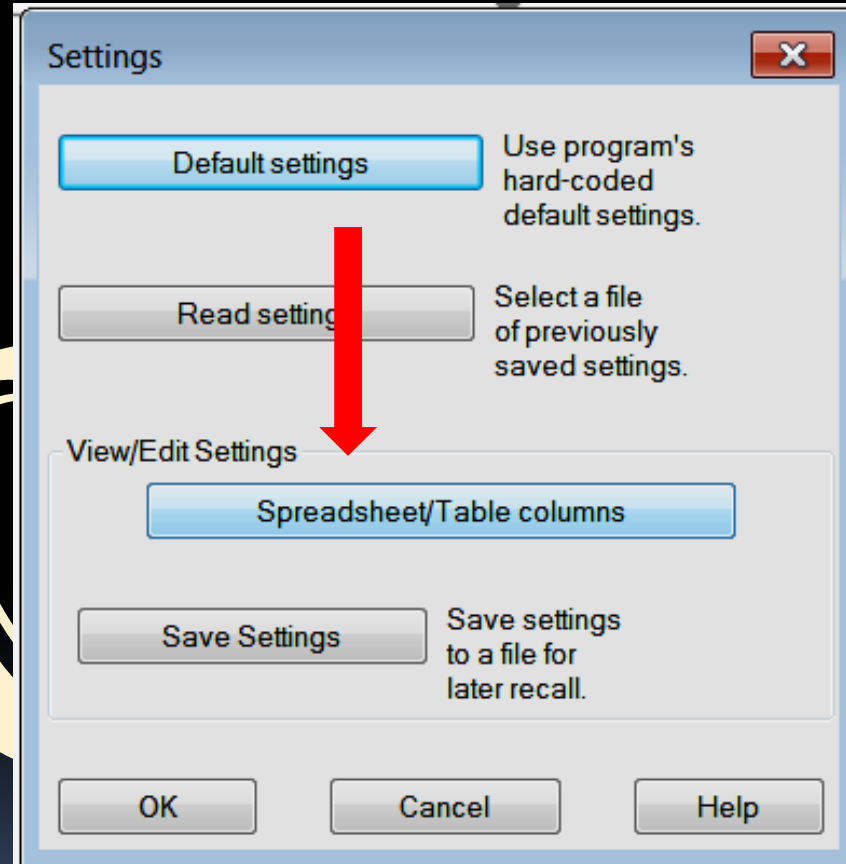 Settings
Default settings
Use program's
hard-coded
default settings.
Read setting
Select a file
of previously
saved settings.
View/Edit Settings
Spreadsheet/Table columns
Save Settings
Save settings
to a file for
later recall.
OK
Cancel
Help